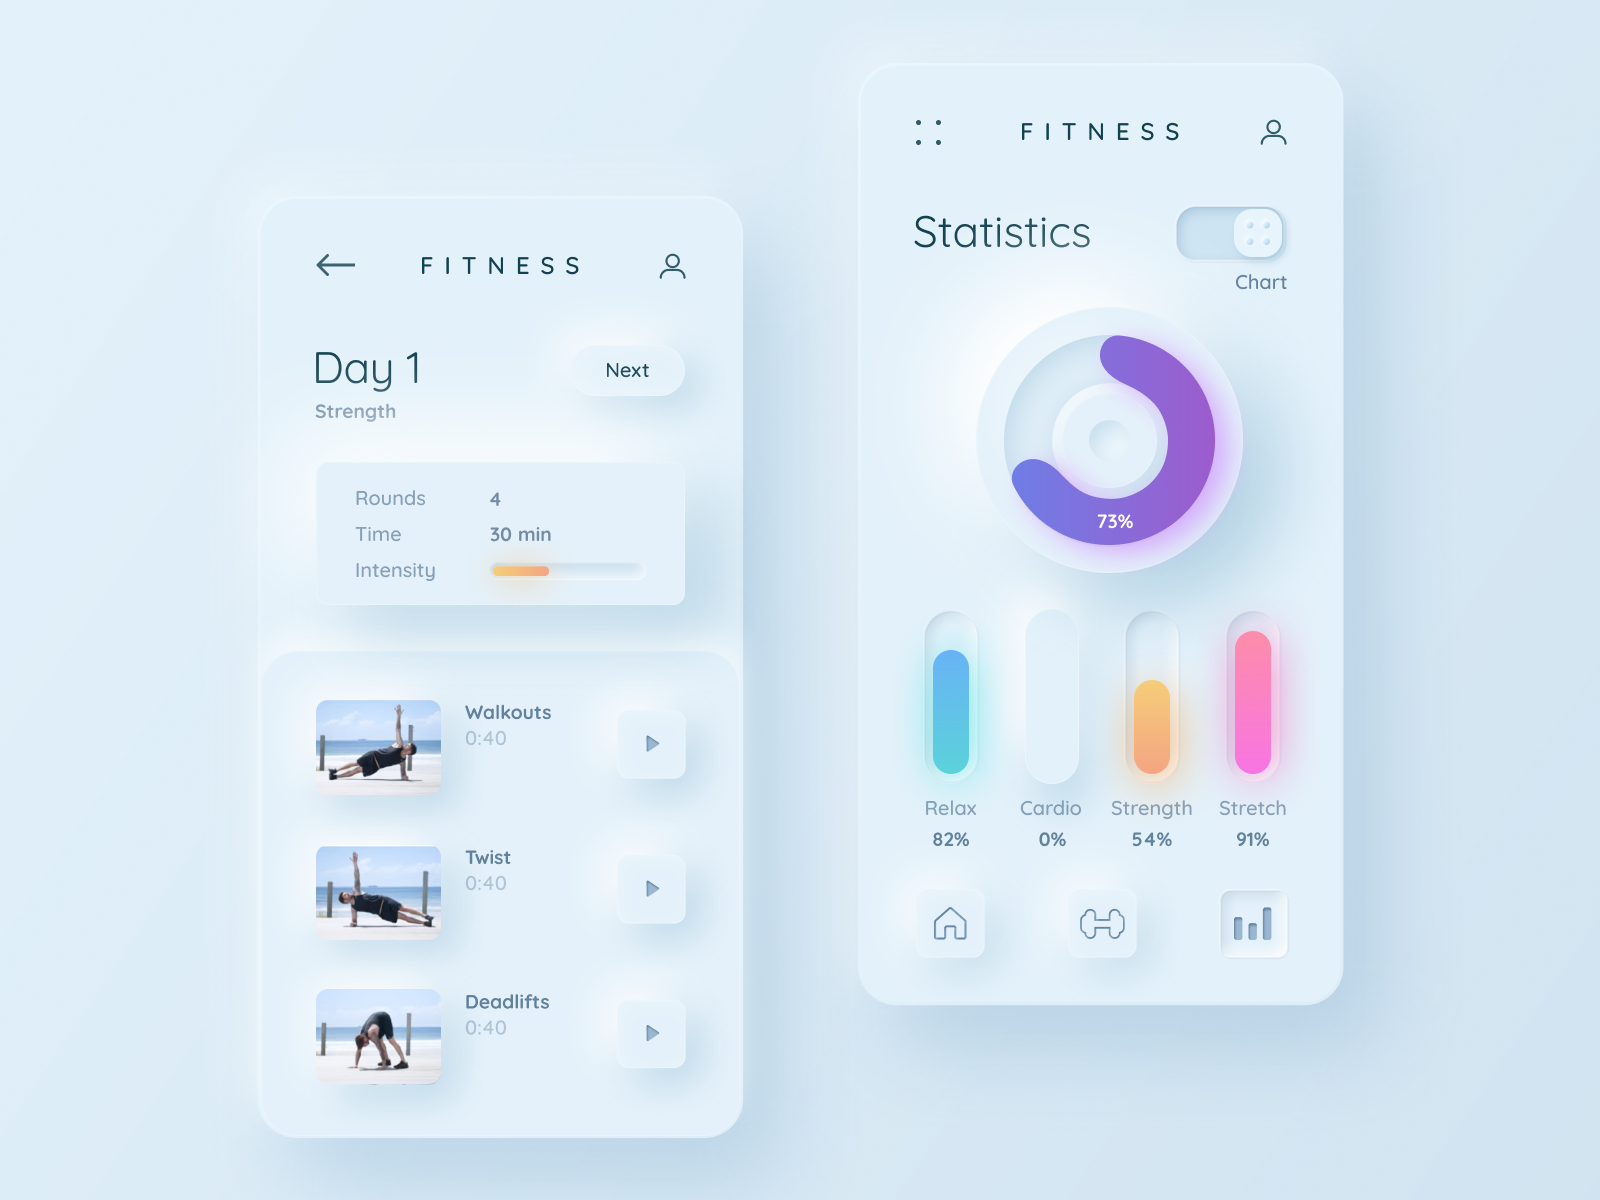 FITNESS
Day 1
Next
Strength
Rounds 4
Time 30 min
Intensity
Walkouts
0:40
Twist
0:40
Deadlifts
0:40
FITNESS
Statistics
Chart
73%
Relax Cardio Strength Stretch
82% 0% 54% 91%